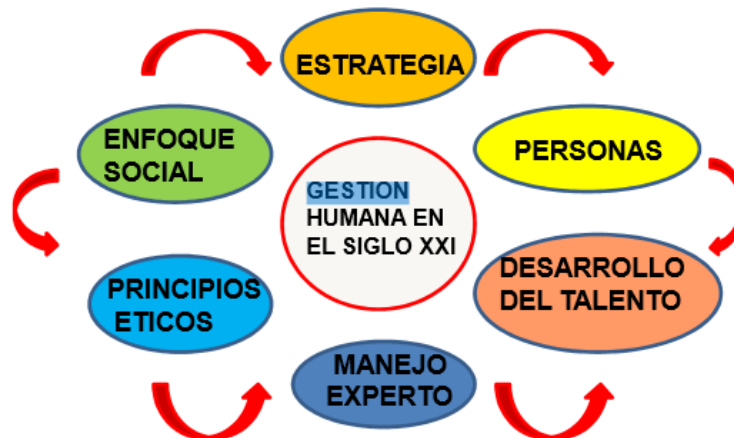 ESTRATEGIA
ENFOQUE
SOCIAL
PERSONAS
GESTION
HUMANA EN
EL SIGLO XXI
PRINCIPIOS
ETICOS
DESARROLLO
DEL TALENTO
MANEJO
EXPERTO